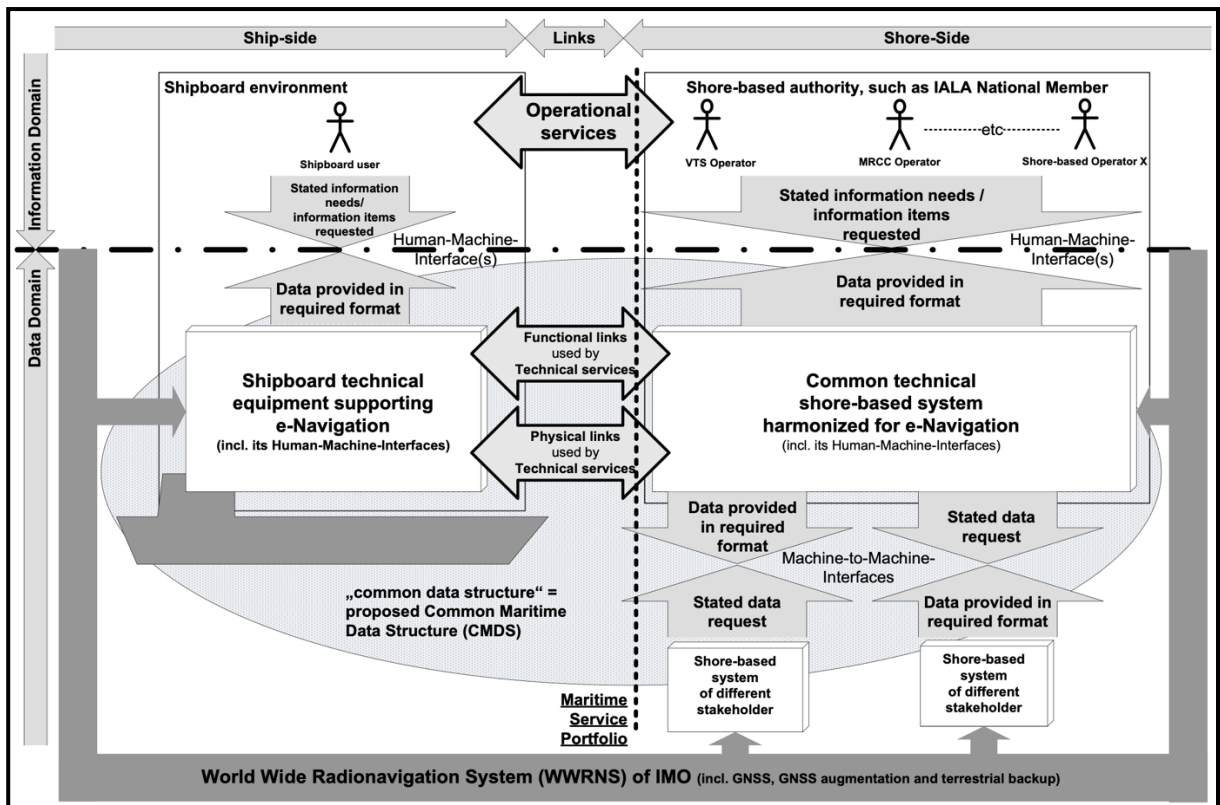 Ship-side
Links
Shore-Side
Information Domain
Data Domain
Shipboard environment
Shipboard user
Operational
services
Shore-based authority, such as IALA National Member
VTS Operator
MRCC Operator
etc
Shore-based Operator X
Stated information
needs/
information items
requested
Stated information needs /
information items
requested
Human-Machine-
Interface(s)
Human-Machine-
Interface(s)
Data provided in
required format
Data provided in
required format
Shipboard technical
equipment supporting
e-Navigation
(incl. its Human-Machine-Interfaces)
Functional links
used by
Technical services
Physical links
used by
Technical services
Common technical
shore-based system
harmonized for e-Navigation
(incl. its Human-Machine-Interfaces)
Data provided
in required
format
Stated data
request
Machine-to-Machine-
Interfaces
Stated data
request
Data provided in
required format
„common data structure“ =
proposed Common Maritime
Data Structure (CMDS)
Shore-based
system
of different
stakeholder
Shore-based
system
of different
stakeholder
Maritime
Service
Portfolio
World Wide Radionavigation System (WWRNS) of IMO (incl. GNSS, GNSS augmentation and terrestrial backup)